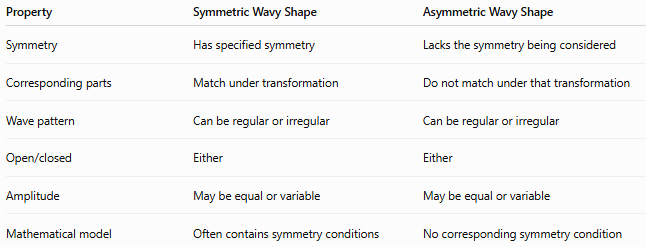 Property Symmetric Wavy Shape Asymmetric Wavy Shape
Symmetry Has specified symmetry Lacks the symmetry being considered
Corresponding parts Match under transformation Do not match under that transformation
Wave pattern Can be regular or irregular Can be regular or irregular
Open/closed Either Either
Amplitude May be equal or variable May be equal or variable
Mathematical model Often contains symmetry conditions No corresponding symmetry condition